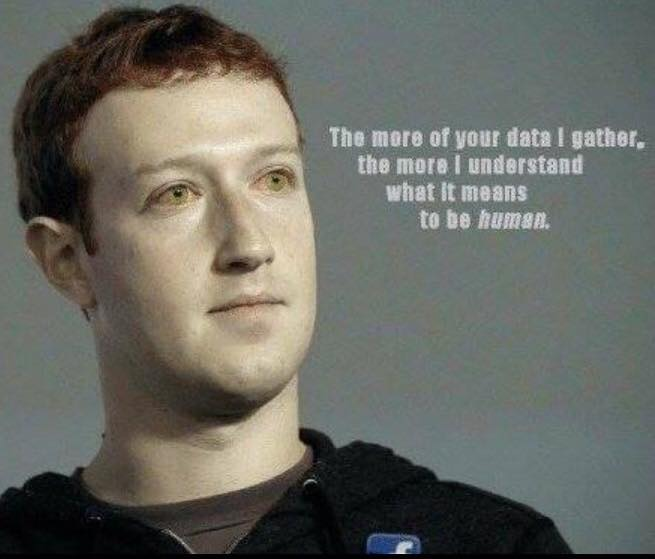 The more of your data I gather,
the more I understand
what it means
to be human.
f